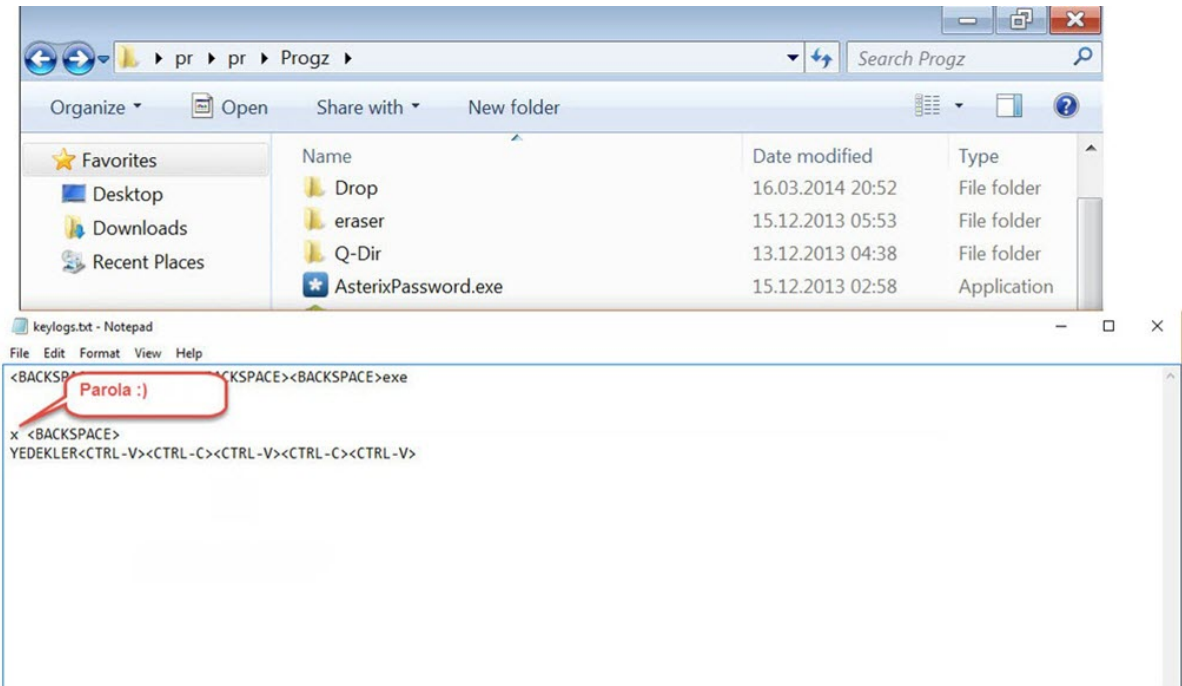 pr pr Progz Search Progz
Organize Open Share with New folder
Favorites
Desktop
Downloads
Recent Places
Name Date modified Type
Drop 16.03.2014 20:52 File folder
eraser 15.12.2013 05:53 File folder
Q-Dir 13.12.2013 04:38 File folder
AsterixPassword.exe 15.12.2013 02:58 Application
keylogs.txt - Notepad
File Edit Format View Help
<BACKSP ACKSPACE><BACKSPACE>exe
Parola :)
x <BACKSPACE>
YEDEKLER<CTRL-V><CTRL-C><CTRL-V><CTRL-C><CTRL-V>